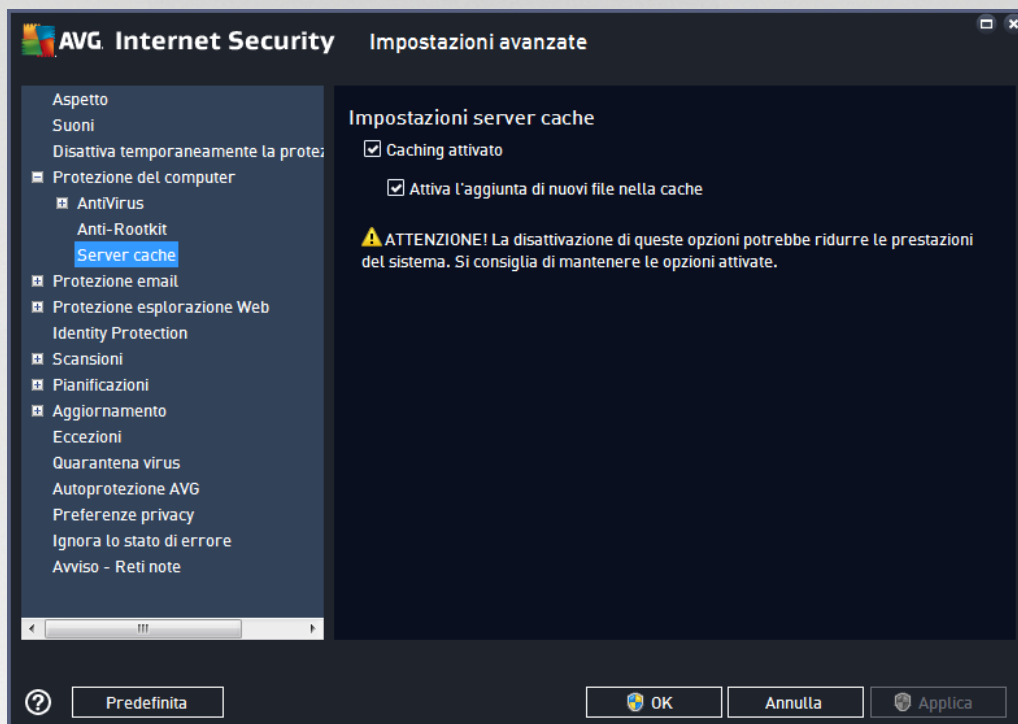 AVG. Internet Security Impostazioni avanzate
Aspetto
Suoni
Disattiva temporaneamente la protez
Protezione del computer
AntiVirus
Anti-Rootkit
Server cache
Protezione email
Protezione esplorazione Web
Identity Protection
Scansioni
Pianificazioni
Aggiornamento
Eccezioni
Quarantena virus
Autoprotezione AVG
Preferenze privacy
Ignora lo stato di errore
Avviso - Reti note
Impostazioni server cache
Caching attivato
Attiva l'aggiunta di nuovi file nella cache
ATTENZIONE! La disattivazione di queste opzioni potrebbe ridurre le prestazioni
del sistema. Si consiglia di mantenere le opzioni attivate.
Predefinita
OK
Annulla
Applica